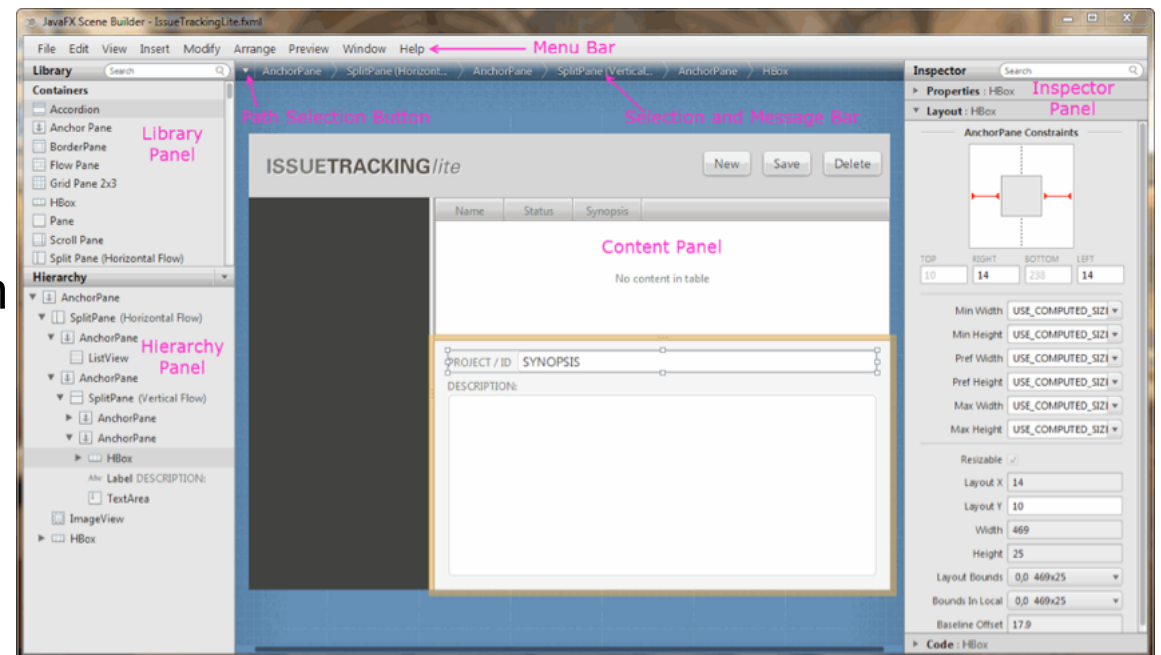 JavaFX Scene Builder - IssueTrackingLite.fxml
File Edit View Insert Modify Arrange Preview Window Help
Menu Bar
Library Search
Containers
Accordion
Anchor Pane
BorderPane
Flow Pane
Grid Pane 2x3
HBox
Pane
Scroll Pane
Split Pane (Horizontal Flow)
Library
Panel
Hierarchy
AnchorPane
SplitPane (Horizontal Flow)
AnchorPane
ListView
AnchorPane
SplitPane (Vertical Flow)
AnchorPane
AnchorPane
HBox
Abc Label DESCRIPTION:
TextArea
ImageView
HBox
Hierarchy
Panel
n
AnchorPane SplitPane (Horizont... AnchorPane SplitPane (Vertical... AnchorPane HBox
Path Selection Button
Selection and Message Bar
ISSUETRACKINGlite
New Save Delete
Name Status Synopsis
Content Panel
No content in table
PROJECT / ID SYNOPSIS
DESCRIPTION:
Inspector Search
Properties : HBox
Inspector
Panel
Layout : HBox
AnchorPane Constraints
TOP RIGHT BOTTOM LEFT
10 14 238 14
Min Width USE_COMPUTED_SIZI
Min Height USE_COMPUTED_SIZI
Pref Width USE_COMPUTED_SIZI
Pref Height USE_COMPUTED_SIZI
Max Width USE_COMPUTED_SIZI
Max Height USE_COMPUTED_SIZI
Resizable
Layout X 14
Layout Y 10
Width 469
Height 25
Layout Bounds 0,0 469x25
Bounds In Local 0,0 469x25
Baseline Offset 17.9
Code : HBox